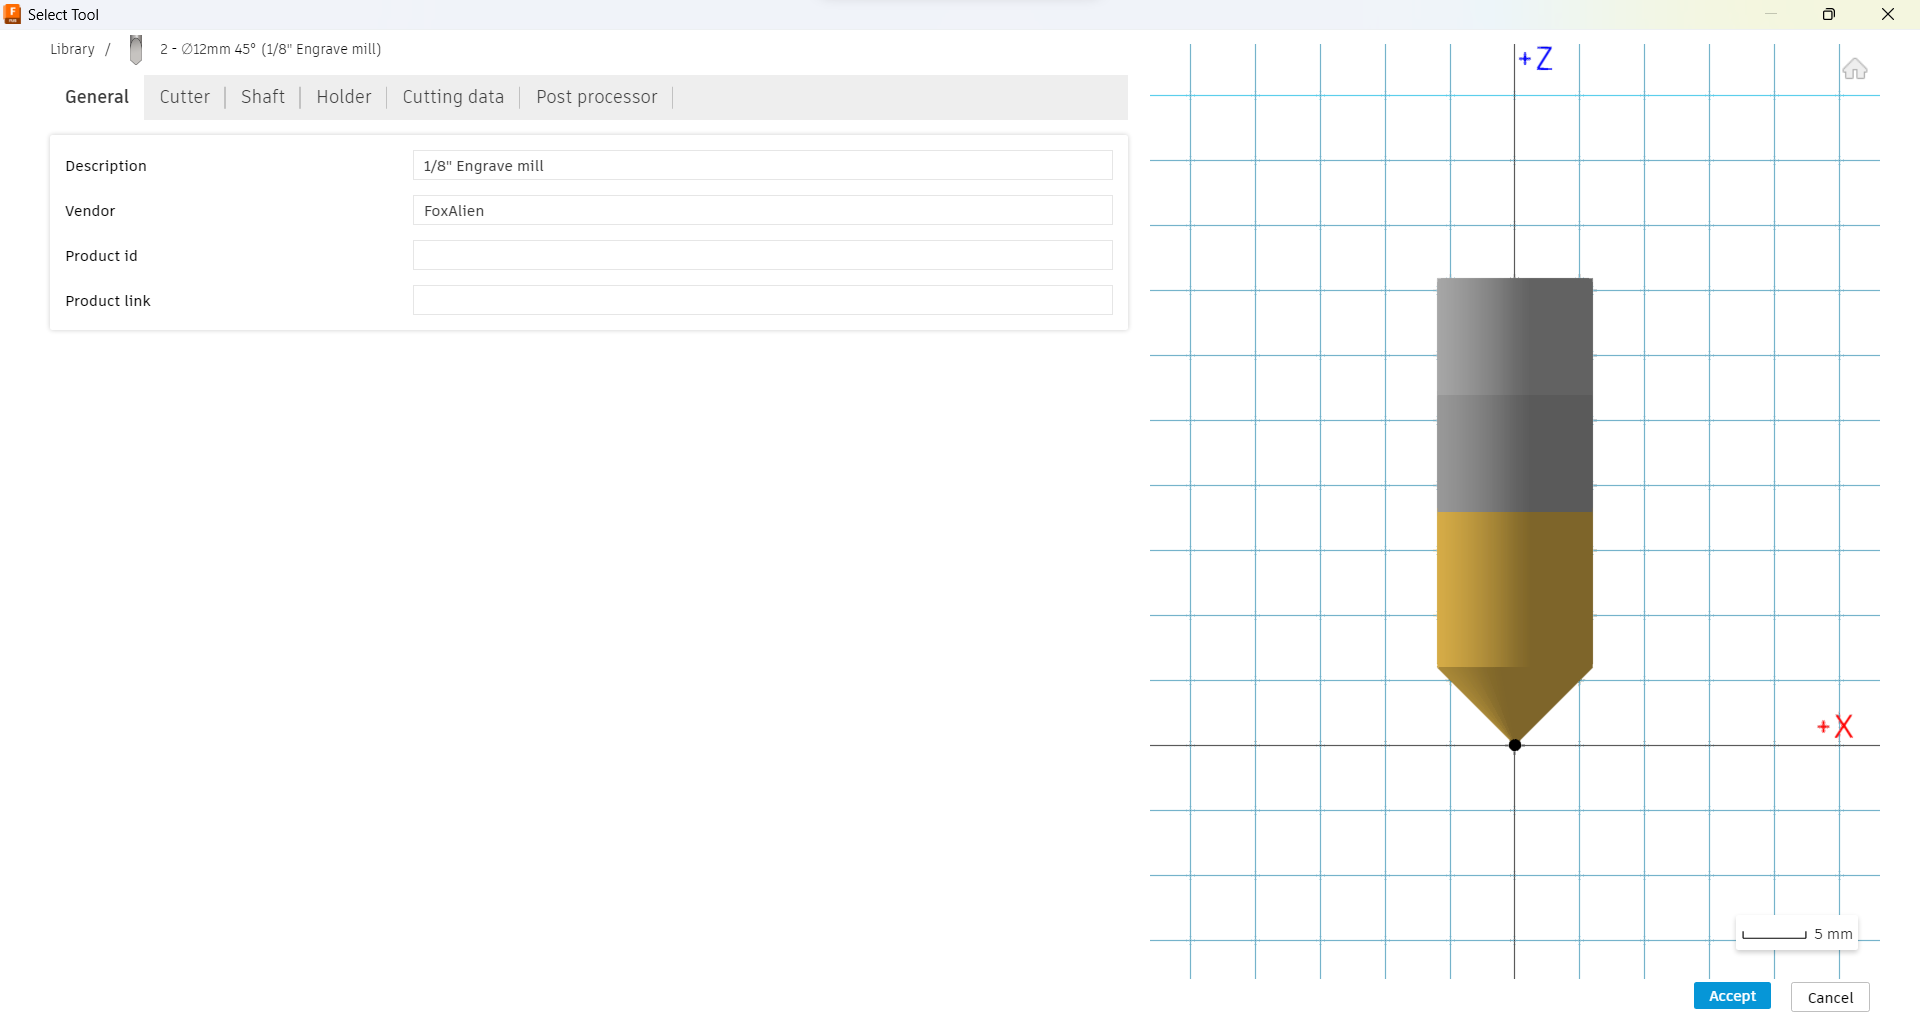 Select Tool
Library / 2 - ∅12mm 45° (1/8" Engrave mill)
General Cutter Shaft Holder Cutting data Post processor
Description 1/8" Engrave mill
Vendor FoxAlien
Product id
Product link
+Z
+X
5 mm
Accept Cancel